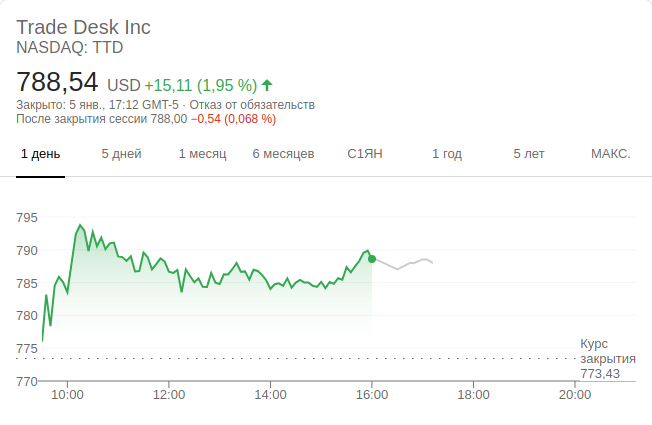 Trade Desk Inc
NASDAQ: TTD
788,54 USD +15,11 (1,95 %)
Закрыто: 5 янв., 17:12 GMT-5 · Отказ от обязательств
После закрытия сессии 788,00 −0,54 (0,068 %)
1 день 5 дней 1 месяц 6 месяцев С1ЯН 1 год 5 лет МАКС.
795
790
785
780
775
770
Курс
закрытия
773,43
10:00 12:00 14:00 16:00 18:00 20:00